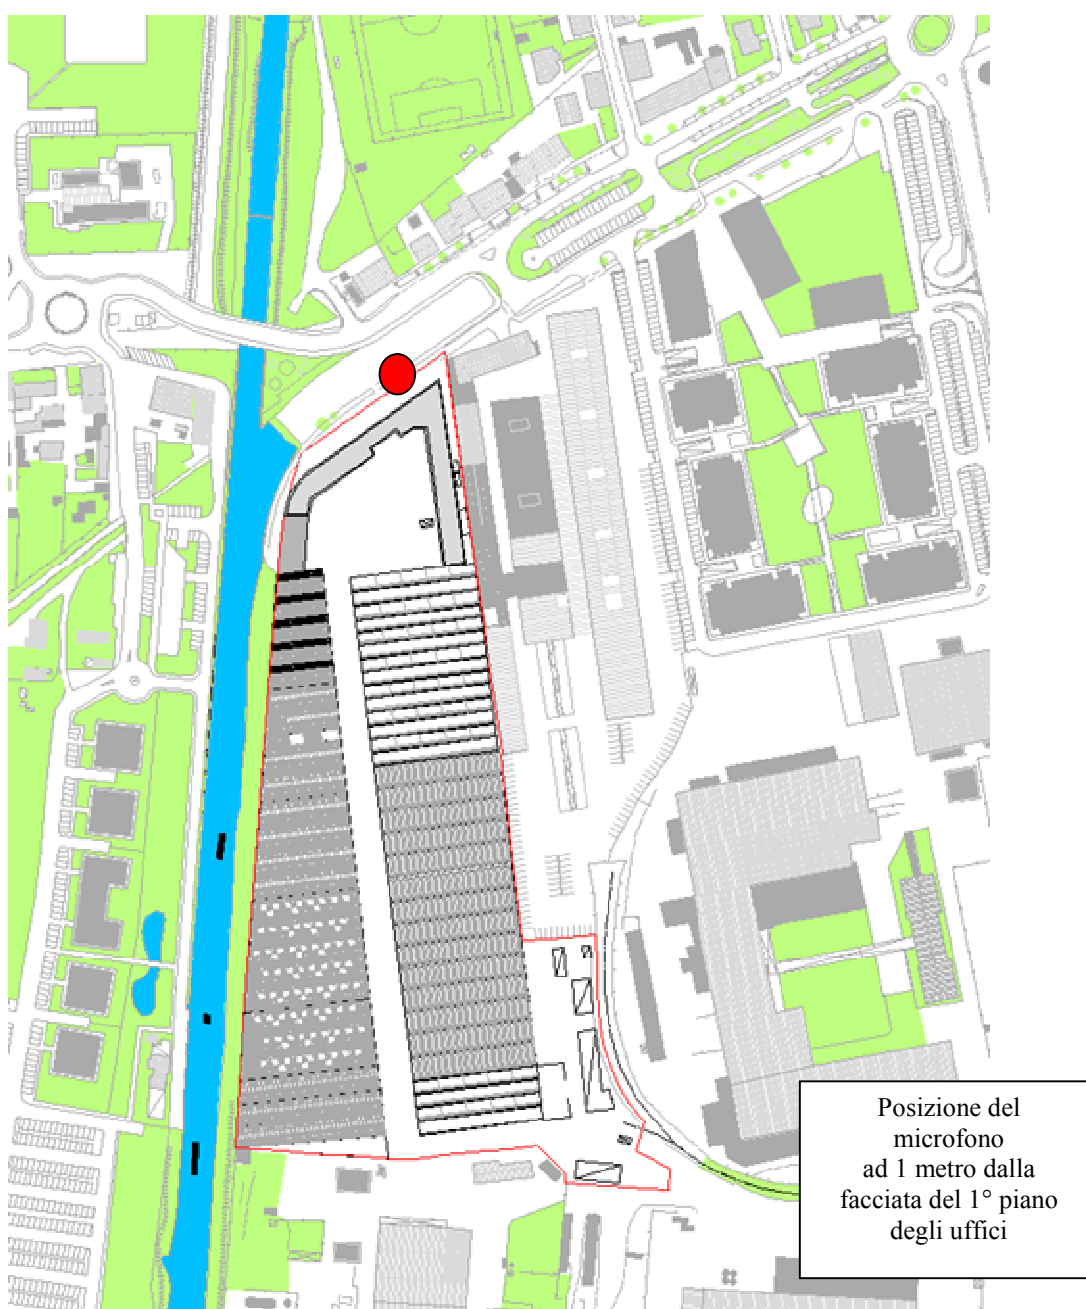 Posizione del
microfono
ad 1 metro dalla
facciata del 1° piano
degli uffici